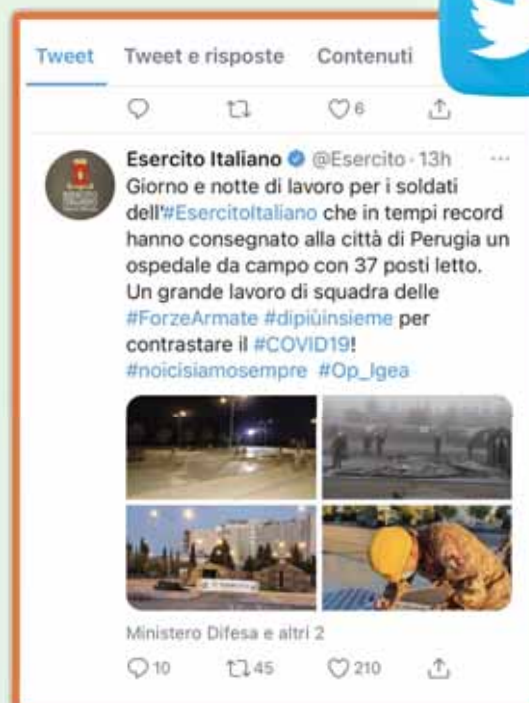 Tweet Tweet e risposte Contenuti
6
Esercito Italiano @Esercito · 13h
Giorno e notte di lavoro per i soldati
dell'#EsercitoItaliano che in tempi record
hanno consegnato alla città di Perugia un
ospedale da campo con 37 posti letto.
Un grande lavoro di squadra delle
#ForzeArmate #dipiùinsieme per
contrastare il #COVID19!
#noicisiamosempre #Op_Igea
Ministero Difesa e altri 2
10 45 210